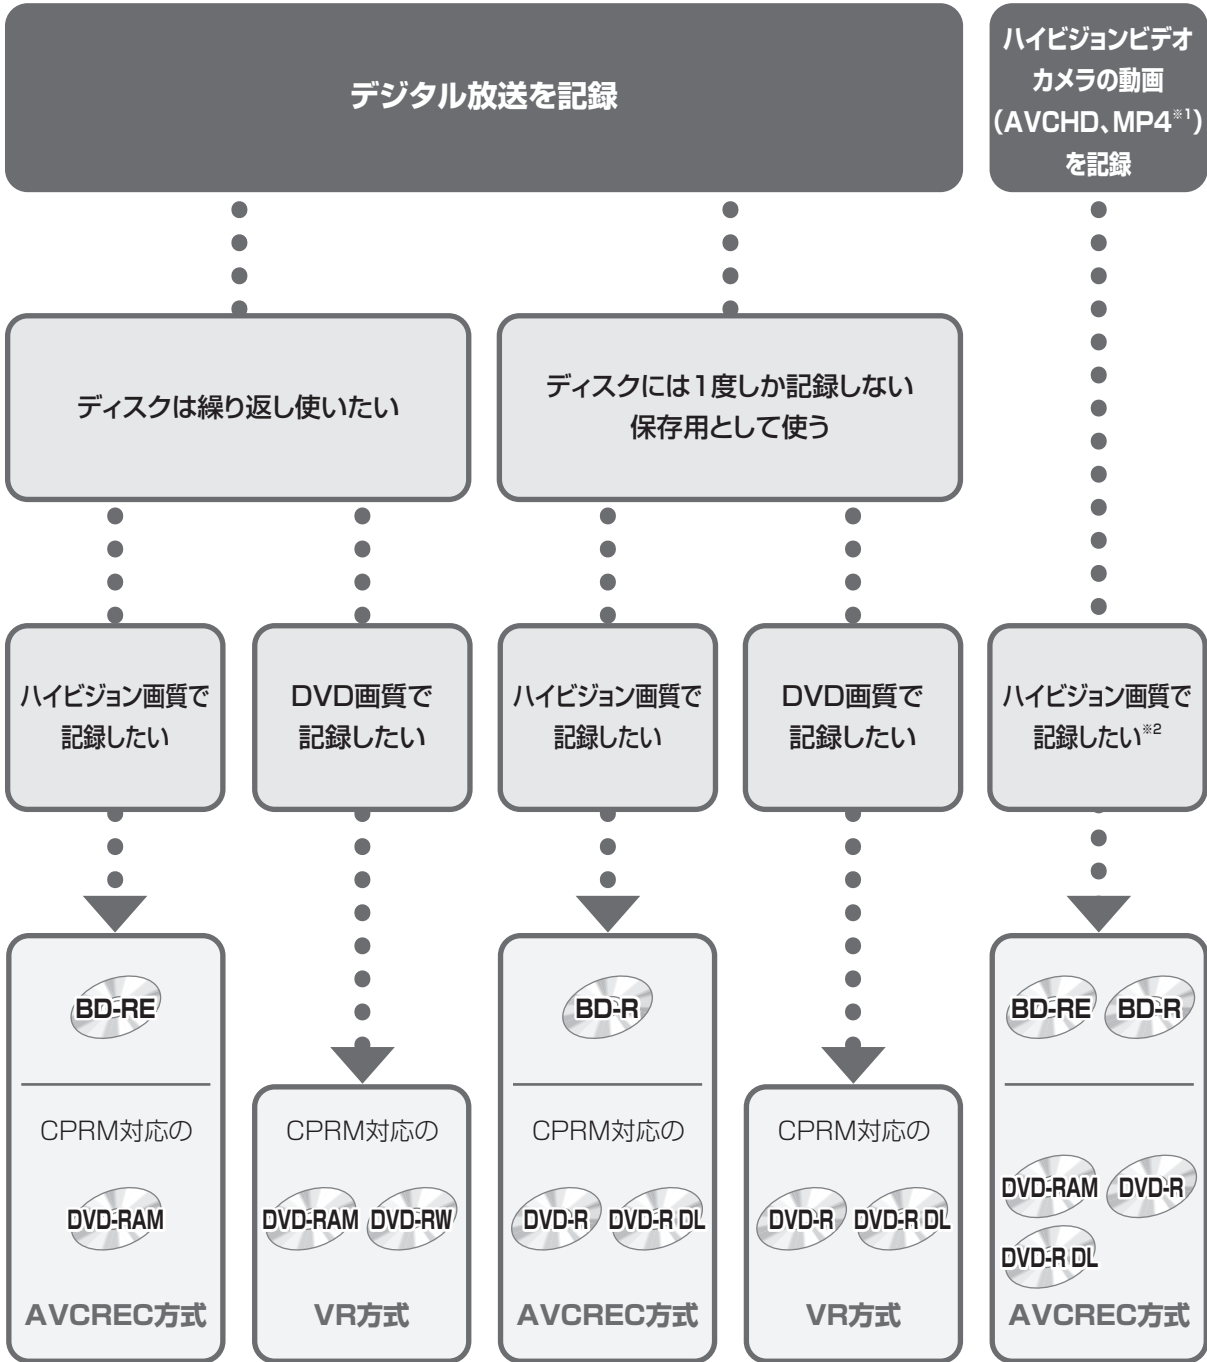 デジタル放送を記録
ハイビジョンビデオ
カメラの動画
(AVCHD、MP4※1)
を記録
ディスクは繰り返し使いたい
ディスクには1度しか記録しない
保存用として使う
ハイビジョン画質で
記録したい
DVD画質で
記録したい
ハイビジョン画質で
記録したい
DVD画質で
記録したい
ハイビジョン画質で
記録したい※2
BD-RE
CPRM対応の
DVD-RAM
AVCREC方式
CPRM対応の
DVD-RAM DVD-RW
VR方式
BD-R
CPRM対応の
DVD-R DVD-R DL
AVCREC方式
CPRM対応の
DVD-R DVD-R DL
VR方式
BD-RE BD-R
DVD-RAM DVD-R
DVD-R DL
AVCREC方式